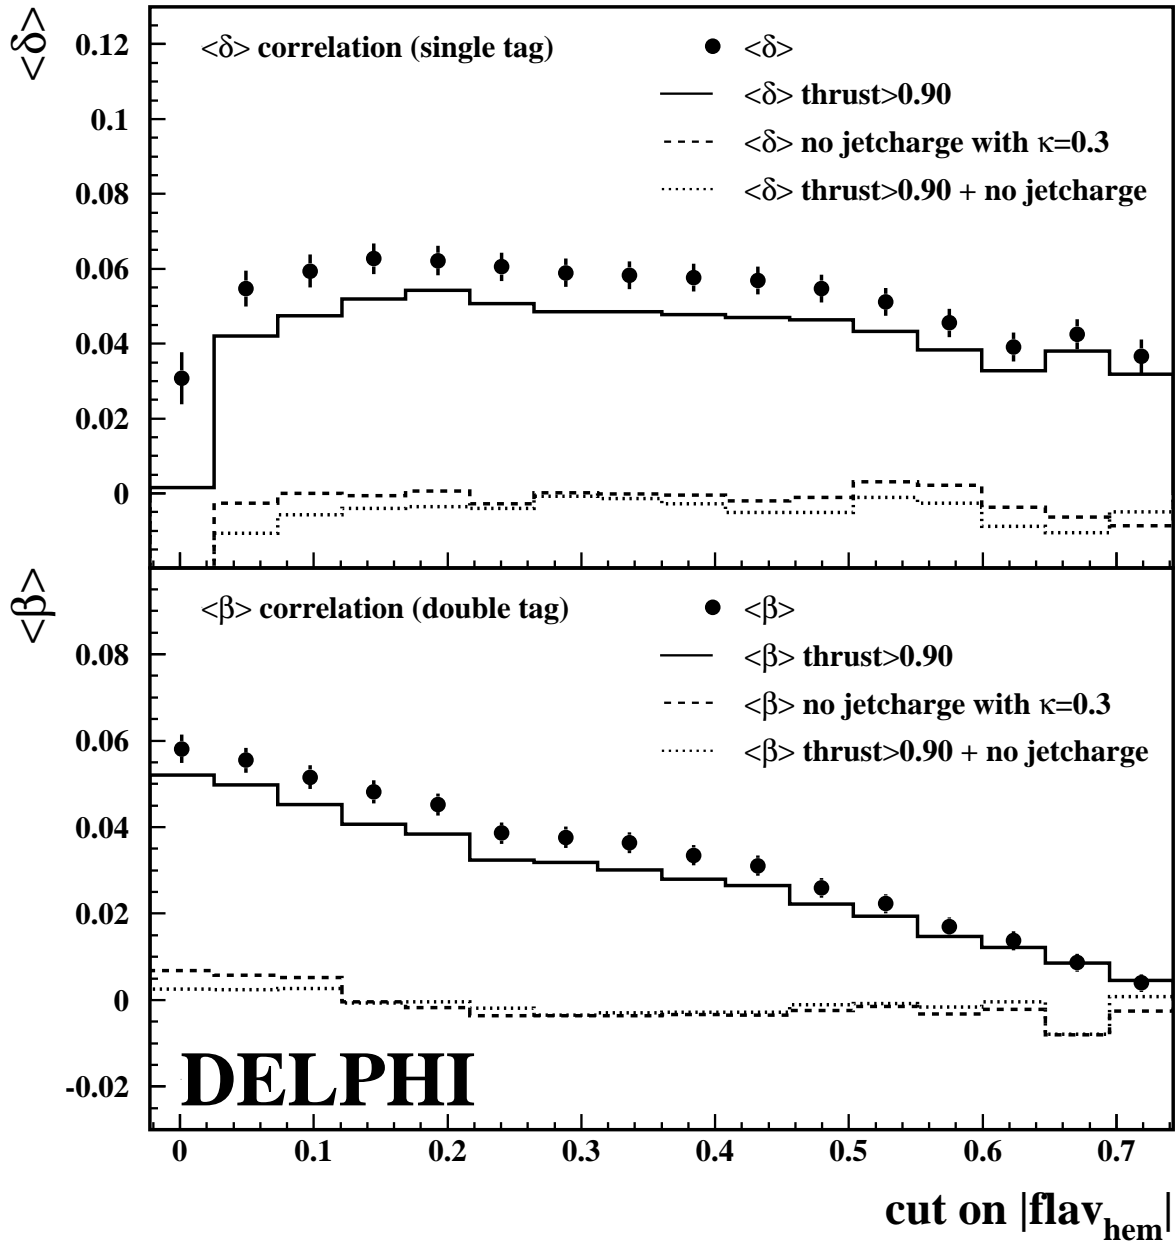 <δ>
0.12
0.1
0.08
0.06
0.04
0.02
0
<δ> correlation (single tag)
<δ>
<δ> thrust>0.90
<δ> no jetcharge with κ=0.3
<δ> thrust>0.90 + no jetcharge
<β>
0.08
0.06
0.04
0.02
0
-0.02
<β> correlation (double tag)
<β>
<β> thrust>0.90
<β> no jetcharge with κ=0.3
<β> thrust>0.90 + no jetcharge
DELPHI
0 0.1 0.2 0.3 0.4 0.5 0.6 0.7
cut on |flav_hem|